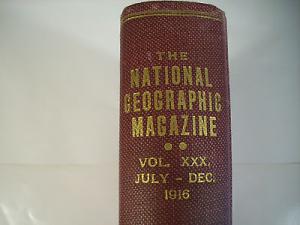 THE
NATIONAL
GEOGRAPHIC
MAGAZINE
VOL. XXX,
JULY - DEC.
1916